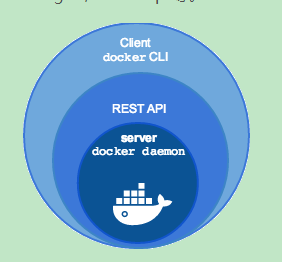 Client
docker CLI
REST API
server
docker daemon